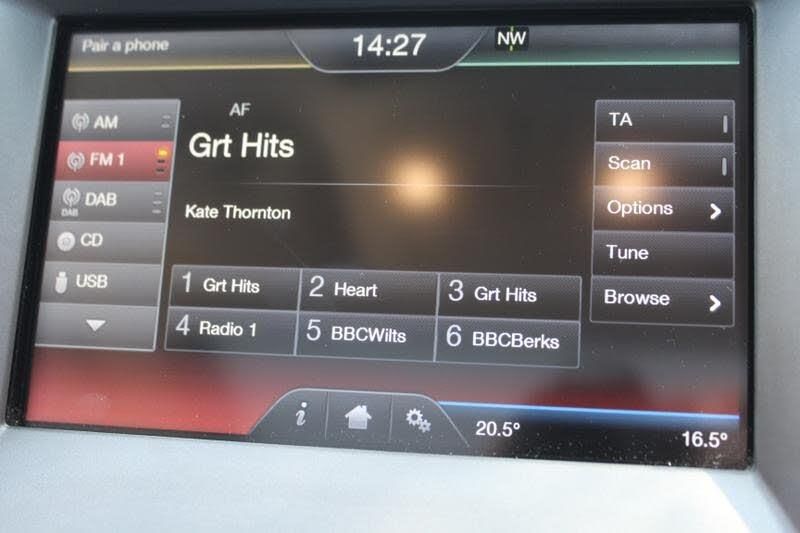 Pair a phone
14:27
NW
AM
FM 1
DAB
DAB
CD
USB
AF
Grt Hits
Kate Thornton
1 Grt Hits
2 Heart
3 Grt Hits
4 Radio 1
5 BBCWilts
6 BBCBerks
TA
Scan
Options
Tune
Browse
i
20.5°
16.5°